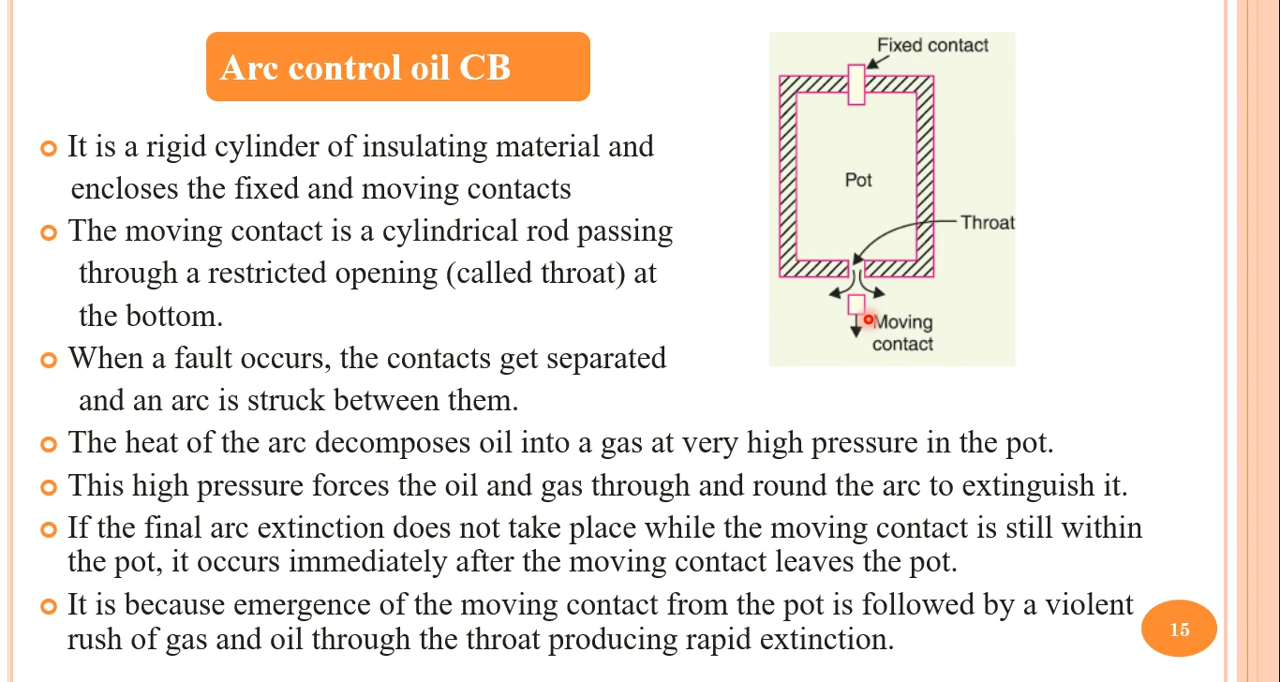 Arc control oil CB
It is a rigid cylinder of insulating material and
encloses the fixed and moving contacts
The moving contact is a cylindrical rod passing
through a restricted opening (called throat) at
the bottom.
When a fault occurs, the contacts get separated
and an arc is struck between them.
The heat of the arc decomposes oil into a gas at very high pressure in the pot.
This high pressure forces the oil and gas through and round the arc to extinguish it.
If the final arc extinction does not take place while the moving contact is still within
the pot, it occurs immediately after the moving contact leaves the pot.
It is because emergence of the moving contact from the pot is followed by a violent
rush of gas and oil through the throat producing rapid extinction.
Fixed contact
Pot
Throat
Moving
contact
15